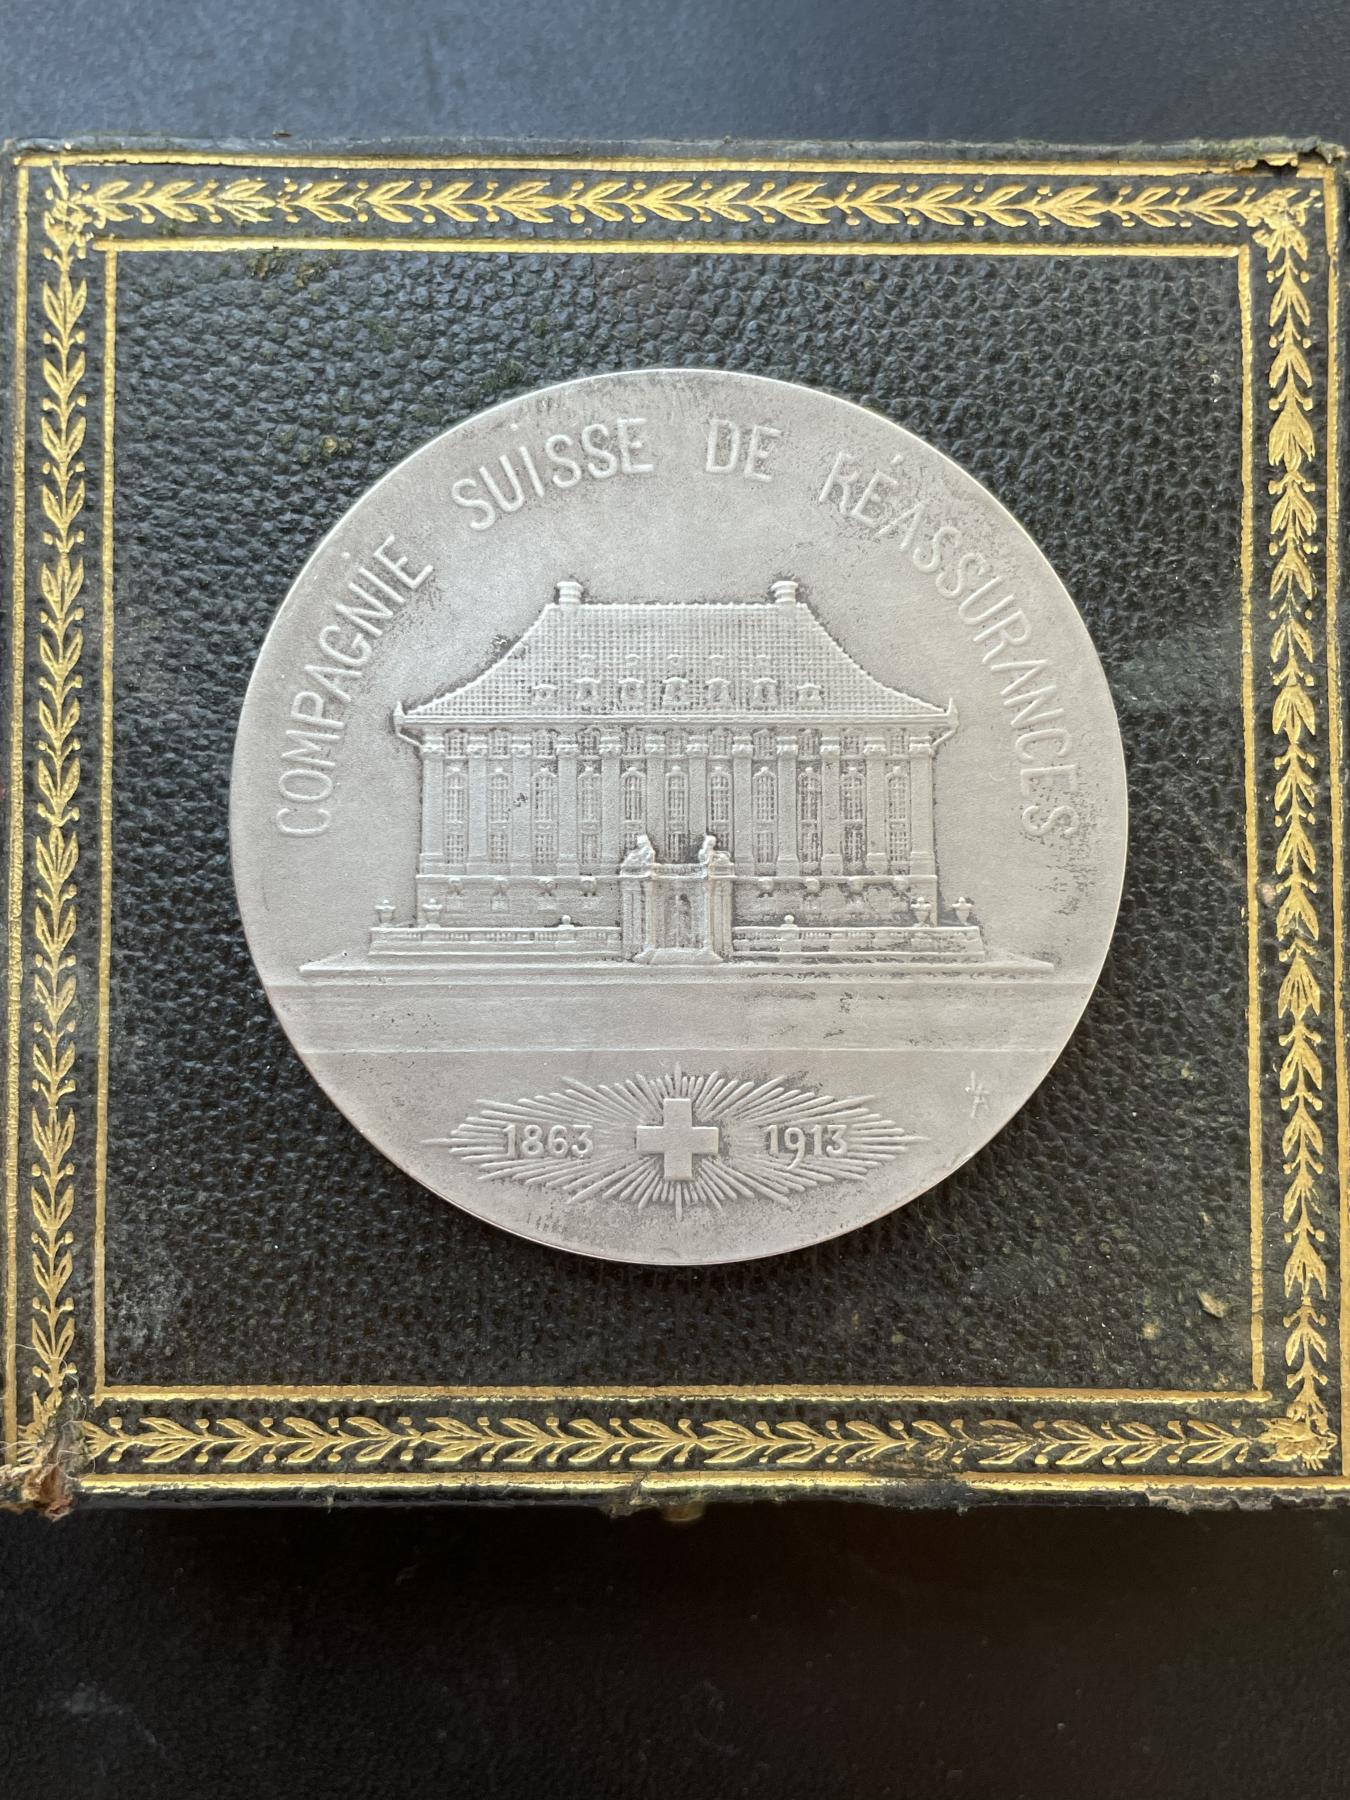 COMPAGNIE SUISSE DE RÉASSURANCES
1863 1913